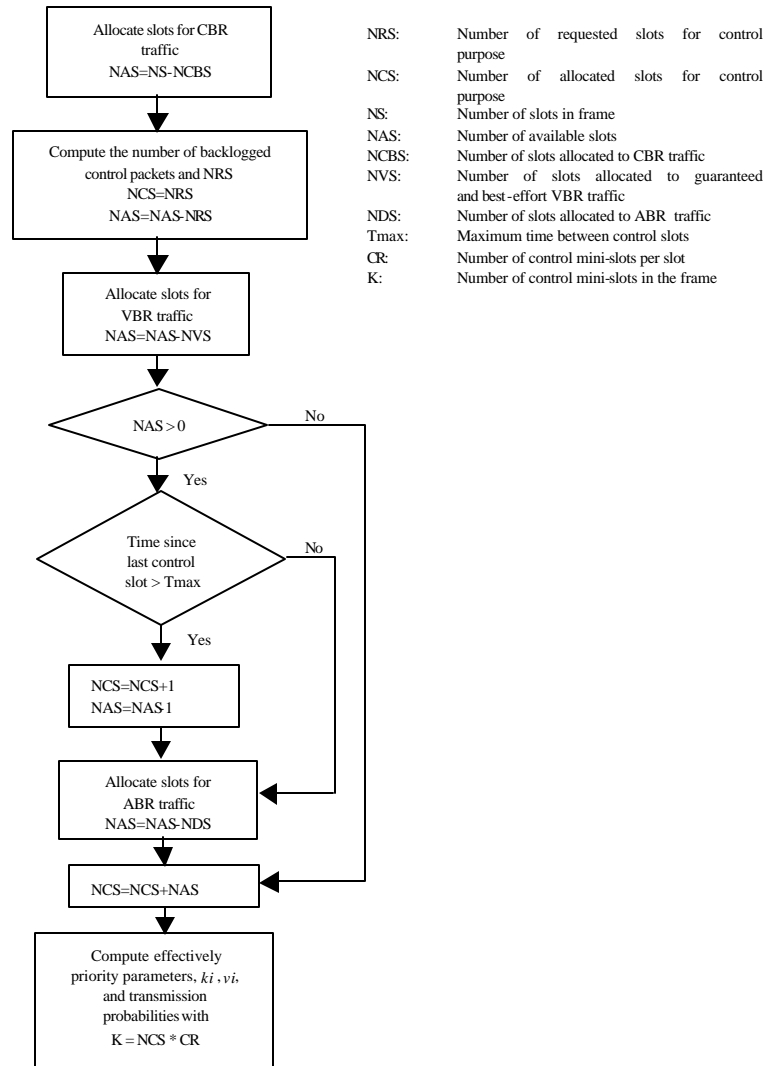 Allocate slots for CBR
traffic
NAS=NS-NCBS
Compute the number of backlogged
control packets and NRS
NCS=NRS
NAS=NAS-NRS
Allocate slots for
VBR traffic
NAS=NAS-NVS
NAS > 0
No
Yes
Time since
last control
slot > Tmax
No
Yes
NCS=NCS+1
NAS=NAS-1
Allocate slots for
ABR traffic
NAS=NAS-NDS
NCS=NCS+NAS
Compute effectively
priority parameters, ki , vi,
and transmission
probabilities with
K = NCS * CR
NRS: Number of requested slots for control
purpose
NCS: Number of allocated slots for control
purpose
NS: Number of slots in frame
NAS: Number of available slots
NCBS: Number of slots allocated to CBR traffic
NVS: Number of slots allocated to guaranteed
and best-effort VBR traffic
NDS: Number of slots allocated to ABR traffic
Tmax: Maximum time between control slots
CR: Number of control mini-slots per slot
K: Number of control mini-slots in the frame